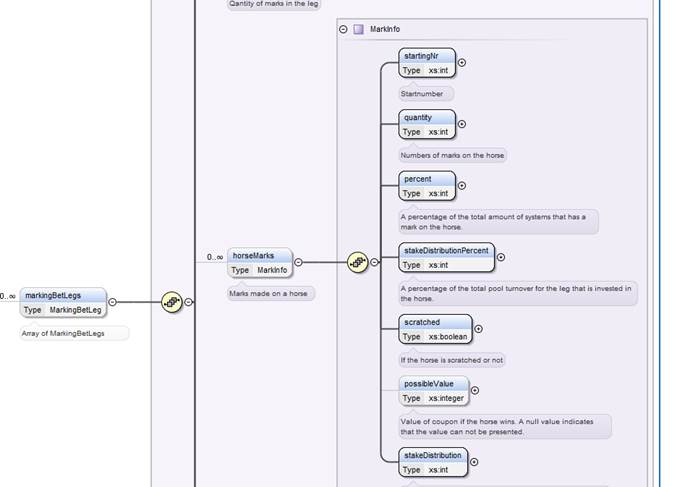 Qantity of marks in the leg
MarkInfo
startingNr
Type xs:int
Startnumber
quantity
Type xs:int
Numbers of marks on the horse
percent
Type xs:int
A percentage of the total amount of systems that has a
mark on the horse.
0..∞
horseMarks
Type MarkInfo
Marks made on a horse
stakeDistributionPercent
Type xs:int
A percentage of the total pool turnover for the leg that is invested in
the horse.
0..∞
markingBetLegs
Type MarkingBetLeg
Array of MarkingBetLegs
scratched
Type xs:boolean
If the horse is scratched or not
possibleValue
Type xs:integer
Value of coupon if the horse wins. A null value indicates
that the value can not be presented.
stakeDistribution
Type xs:int